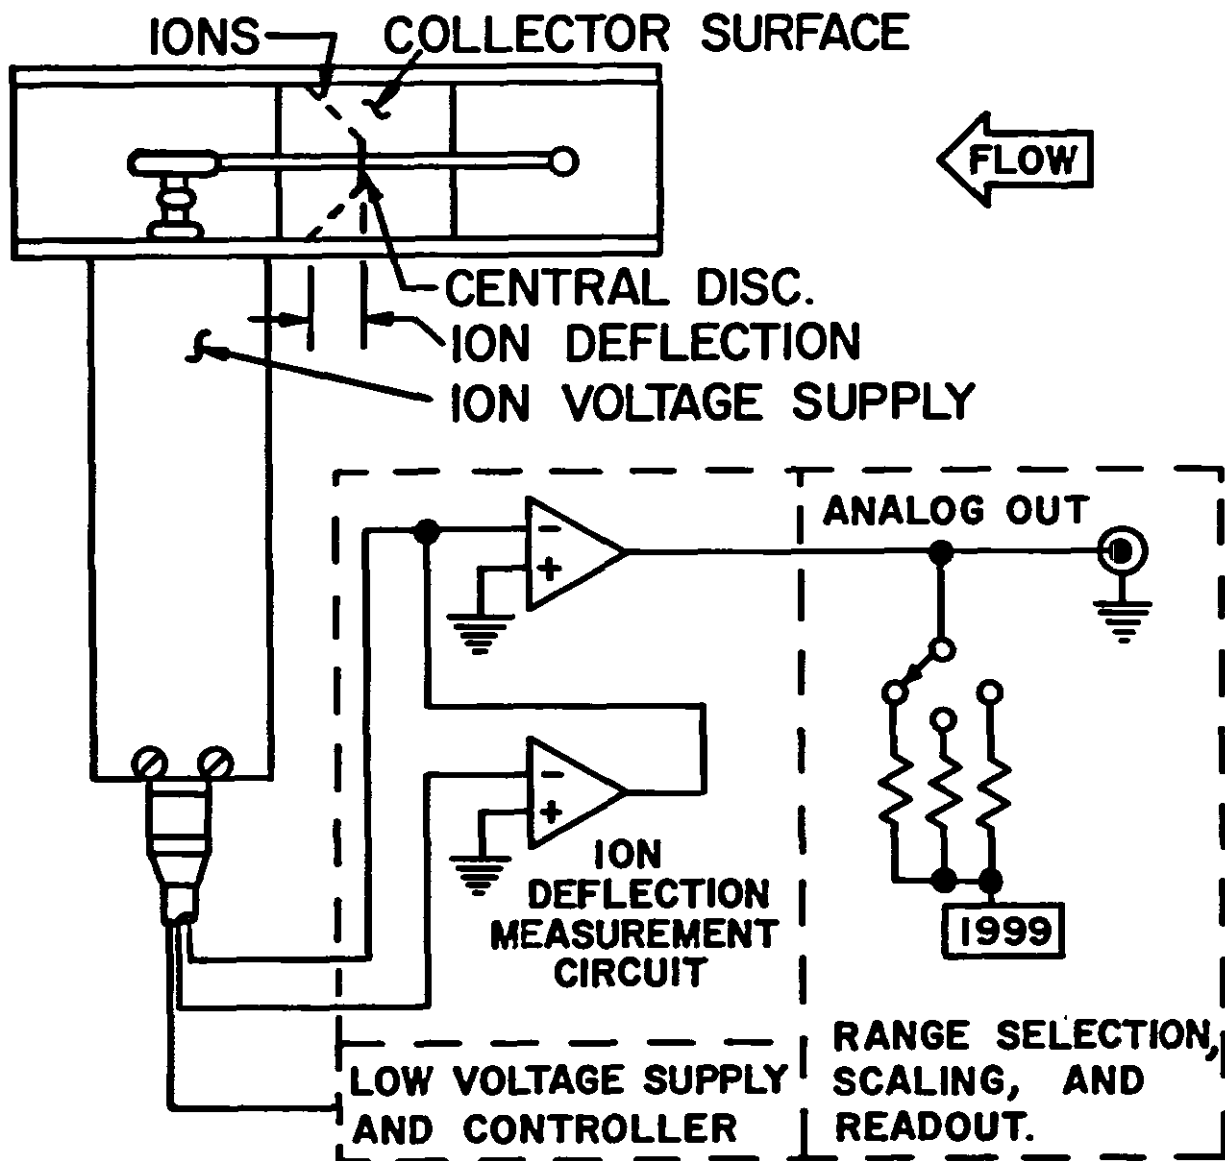 IONS
COLLECTOR SURFACE
FLOW
CENTRAL DISC.
ION DEFLECTION
ION VOLTAGE SUPPLY
ANALOG OUT
-
+
-
+
ION
DEFLECTION
MEASUREMENT
CIRCUIT
1999
LOW VOLTAGE SUPPLY
AND CONTROLLER
RANGE SELECTION,
SCALING, AND
READOUT.